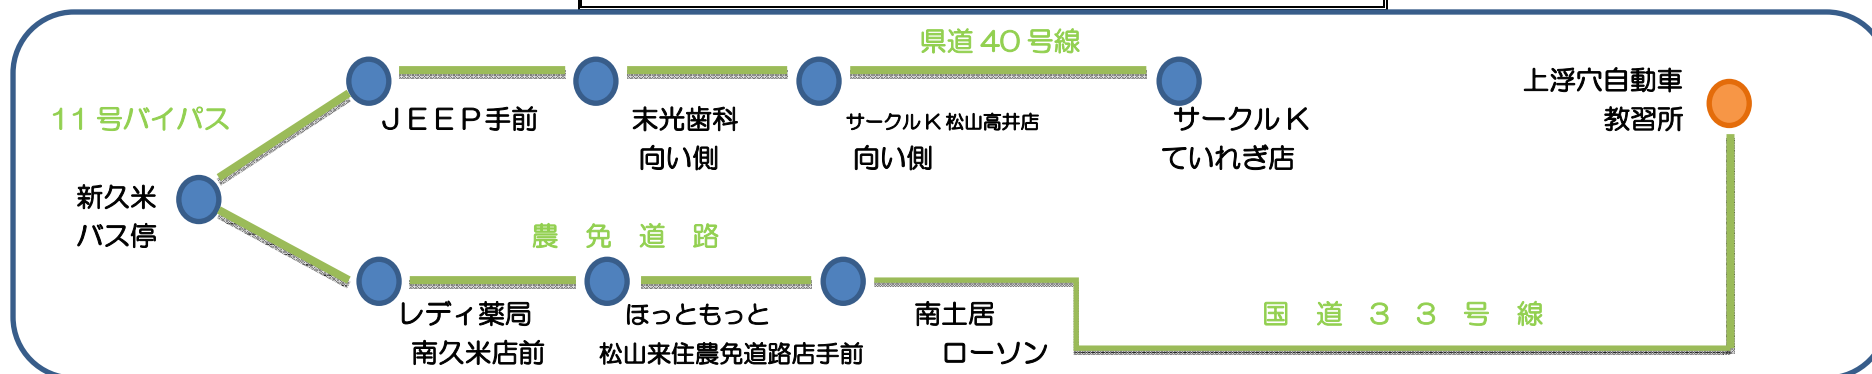 県道40号線
11号バイパス
JEEP手前
末光歯科
向い側
サークルK松山高井店
向い側
サークルK
ていれぎ店
上浮穴自動車
教習所
新久米
バス停
農免道路
レディ薬局
南久米店前
ほっともっと
松山来住農免道路店手前
南土居
ローソン
国道33号線